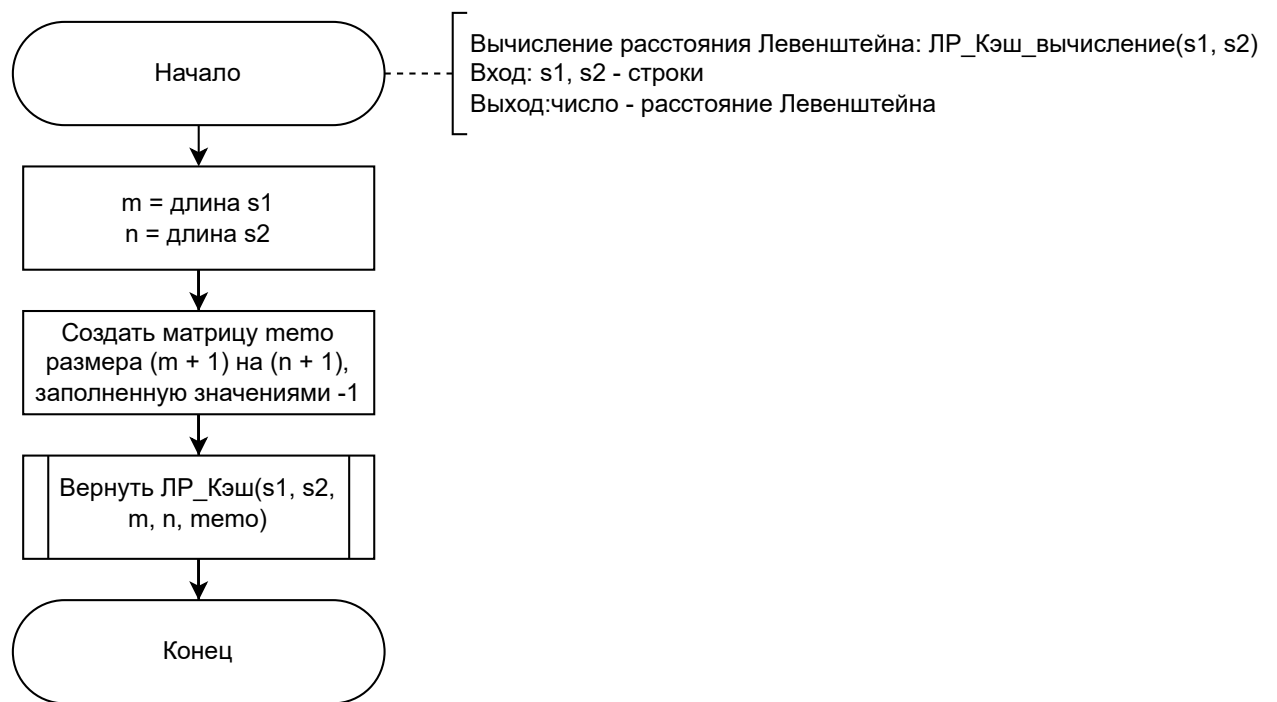 Начало
Вычисление расстояния Левенштейна: ЛР_Кэш_вычисление(s1, s2)
Вход: s1, s2 - строки
Выход:число - расстояние Левенштейна
m = длина s1
n = длина s2
Создать матрицу memo
размера (m + 1) на (n + 1),
заполненную значениями -1
Вернуть ЛР_Кэш(s1, s2,
m, n, memo)
Конец